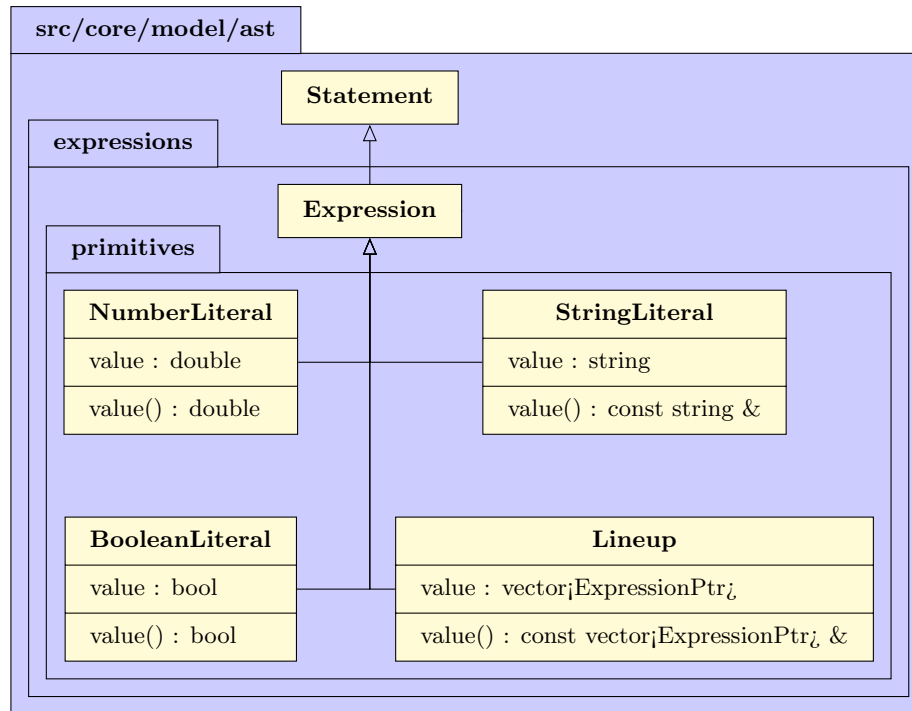 src/core/model/ast
Statement
expressions
Expression
primitives
NumberLiteral
value : double
value() : double
StringLiteral
value : string
value() : const string &
BooleanLiteral
value : bool
value() : bool
Lineup
value : vector¡ExpressionPtr¿
value() : const vector¡ExpressionPtr¿ &